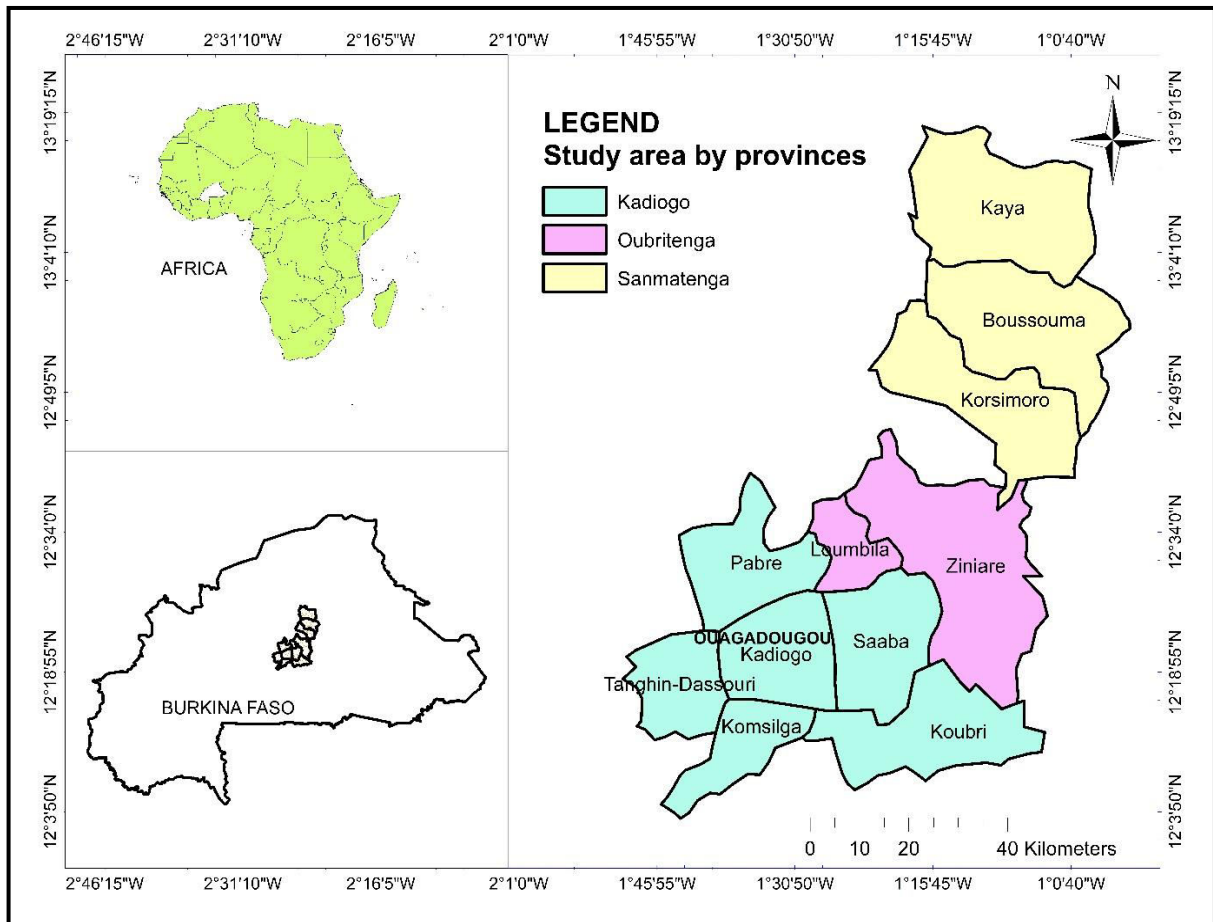 2°46'15"W 2°31'10"W 2°16'5"W 2°1'0"W 1°45'55"W 1°30'50"W 1°15'45"W 1°0'40"W
13°19'15"N
13°4'10"N
12°49'5"N
12°34'0"N
12°18'55"N
12°3'50"N
AFRICA
BURKINA FASO
LEGEND
Study area by provinces
Kadiogo
Oubritenga
Sanmatenga
Kaya
Boussouma
Korsimoro
Loumbila
Pabre
Ziniare
OUAGADOUGOU
Kadiogo
Saaba
Tanghin-Dassouri
Komsilga
Koubri
0 10 20 40 Kilometers
13°19'15"N
13°4'10"N
12°49'5"N
12°34'0"N
12°18'55"N
12°3'50"N
2°46'15"W 2°31'10"W 2°16'5"W 2°1'0"W 1°45'55"W 1°30'50"W 1°15'45"W 1°0'40"W